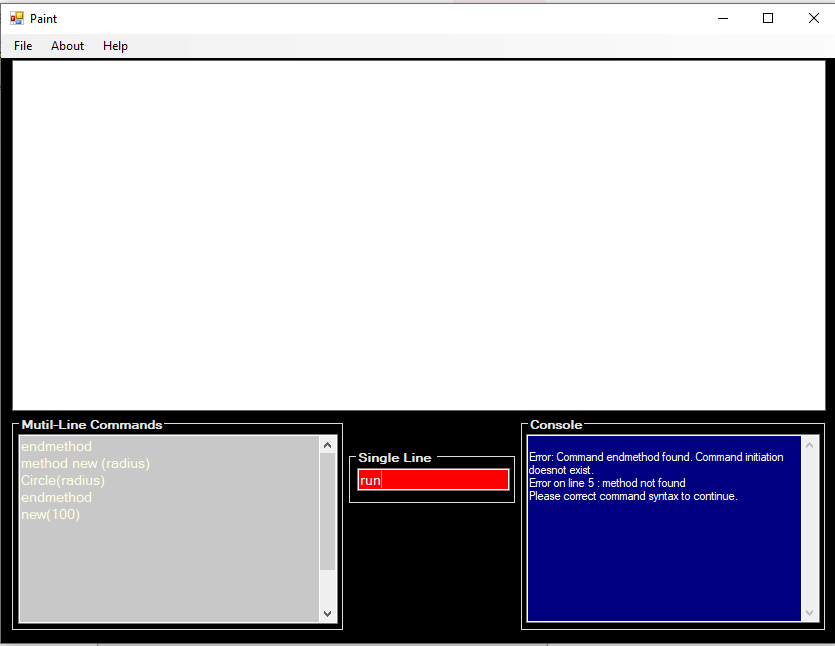 Paint
File About Help
Mutil-Line Commands
endmethod
method new (radius)
Circle(radius)
endmethod
new(100)
Single Line
run
Console
Error: Command endmethod found. Command initiation
doesnot exist.
Error on line 5 : method not found
Please correct command syntax to continue.